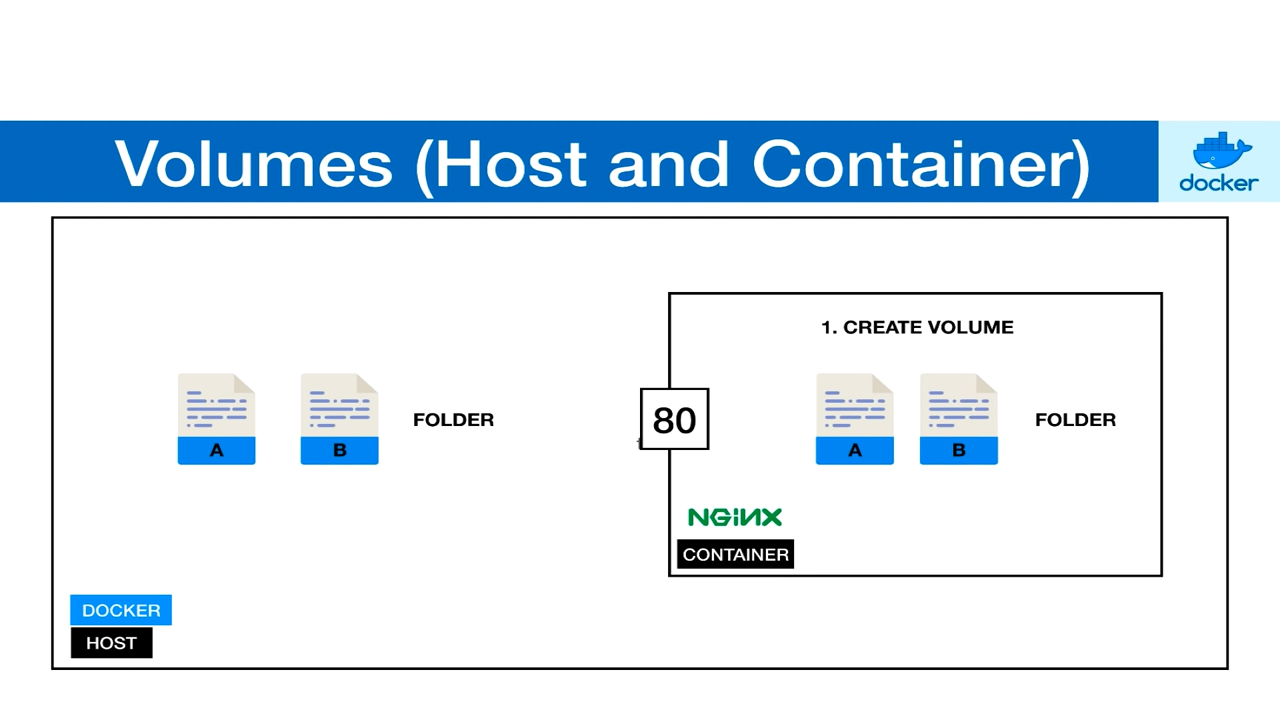 Volumes (Host and Container)
docker
1. CREATE VOLUME
A
B
FOLDER
80
A
B
FOLDER
NGINX
CONTAINER
DOCKER
HOST